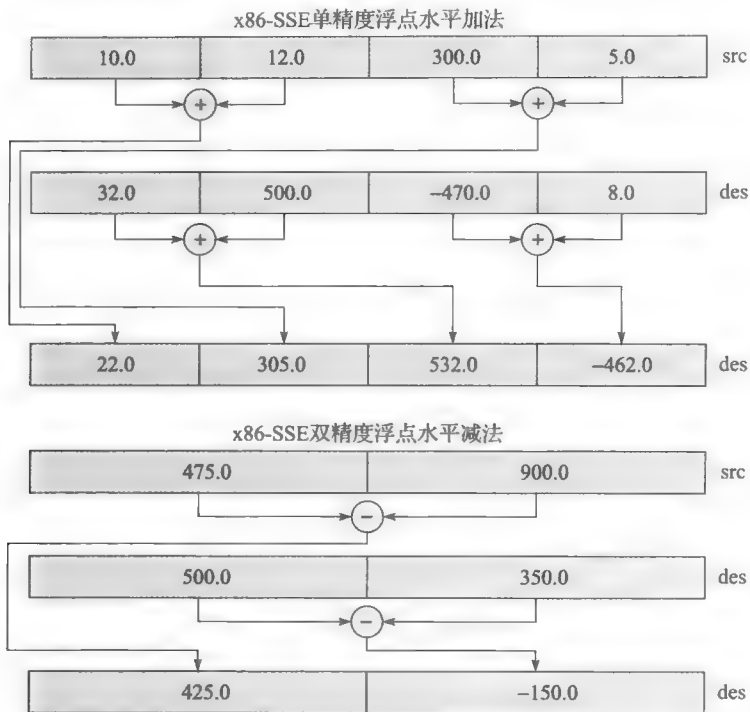 x86-SSE单精度浮点水平加法
10.0 12.0 300.0 5.0 src
+ +
32.0 500.0 -470.0 8.0 des
+ +
22.0 305.0 532.0 -462.0 des
x86-SSE双精度浮点水平减法
475.0 900.0 src
-
500.0 350.0 des
-
425.0 -150.0 des